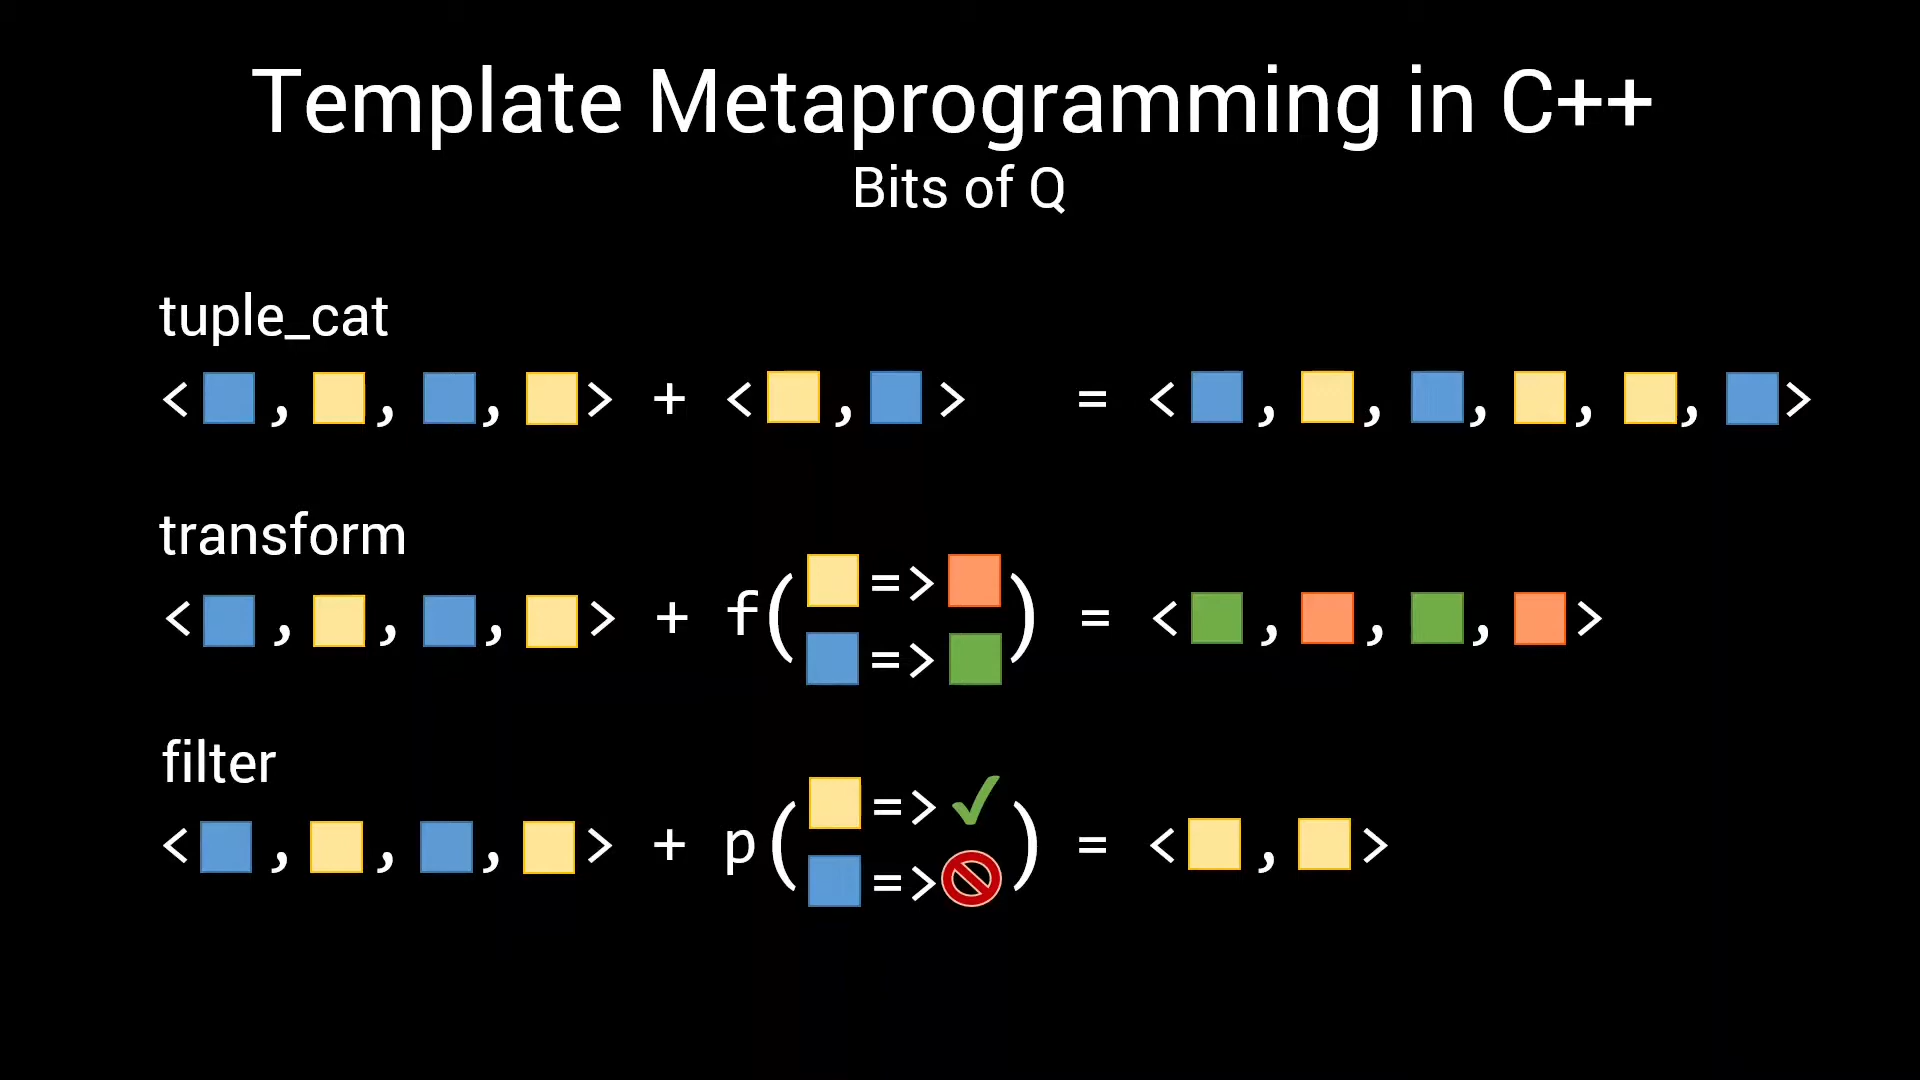 Template Metaprogramming in C++
Bits of Q
tuple_cat
< , , , > + < , > = < , , , , , >
transform
< , , , > + f( => => ) = < , , , >
filter
< , , , > + p( => => ) = < , >